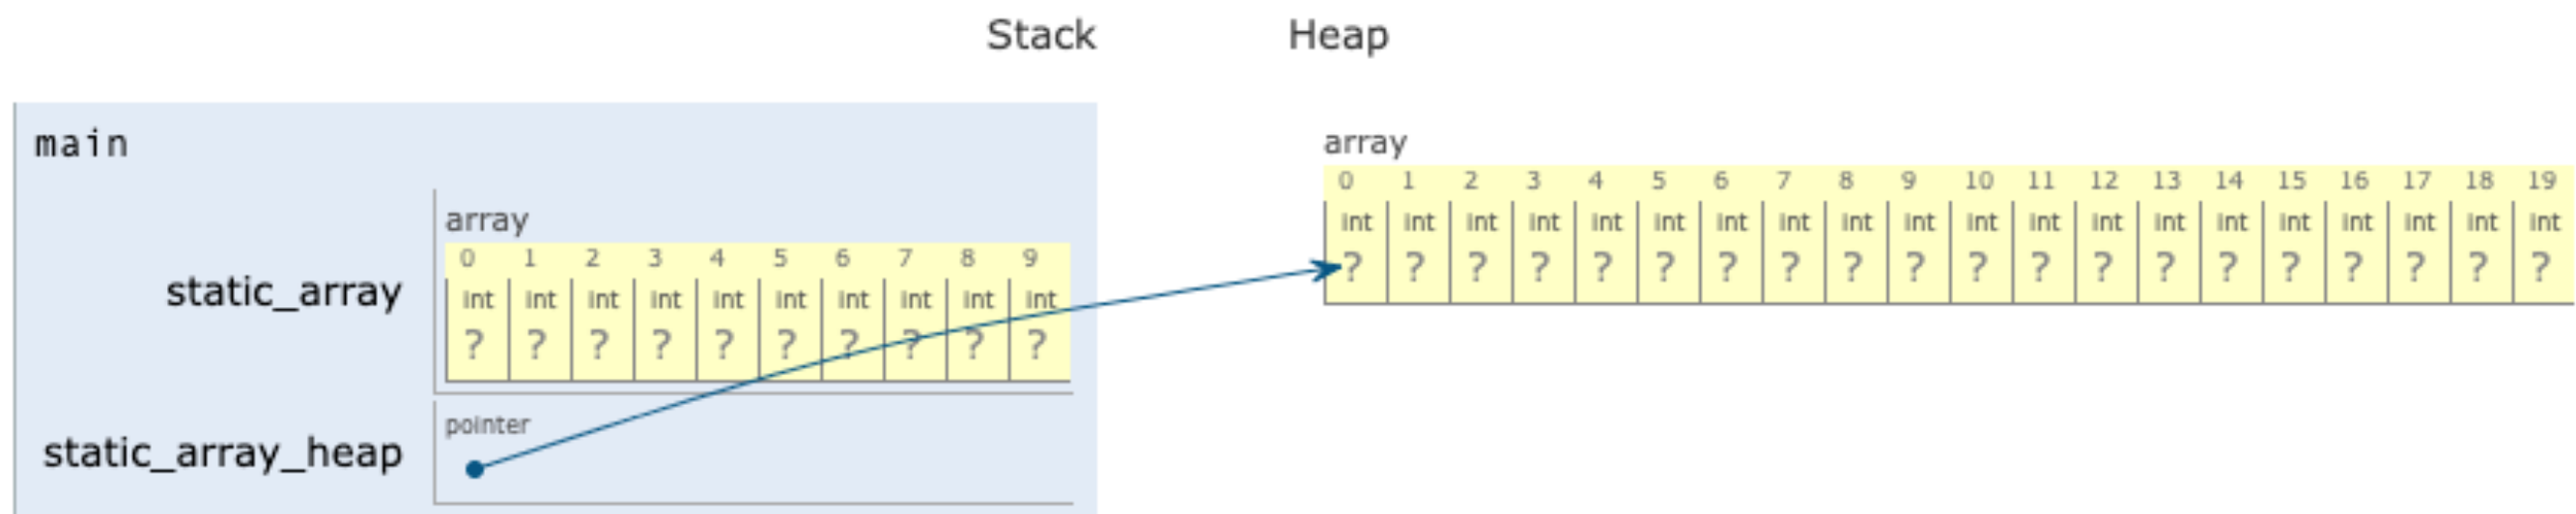 Stack Heap
main
array
0 1 2 3 4 5 6 7 8 9 10 11 12 13 14 15 16 17 18 19
int int int int int int int int int int int int int int int int int int int int
? ? ? ? ? ? ? ? ? ? ? ? ? ? ? ? ? ? ? ?
static_array
array
0 1 2 3 4 5 6 7 8 9
int int int int int int int int int int
? ? ? ? ? ? ? ? ? ?
static_array_heap
pointer